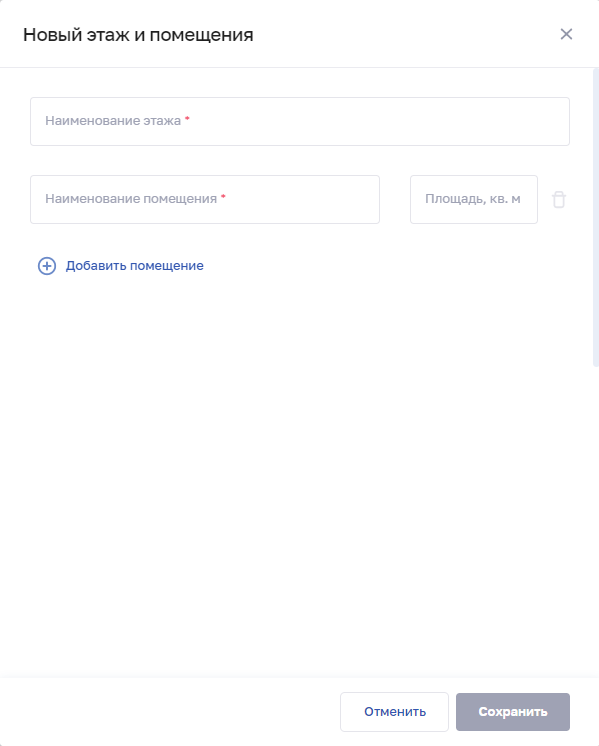 Новый этаж и помещения
Наименование этажа *
Наименование помещения *
Площадь, кв. м
Добавить помещение
Отменить
Сохранить